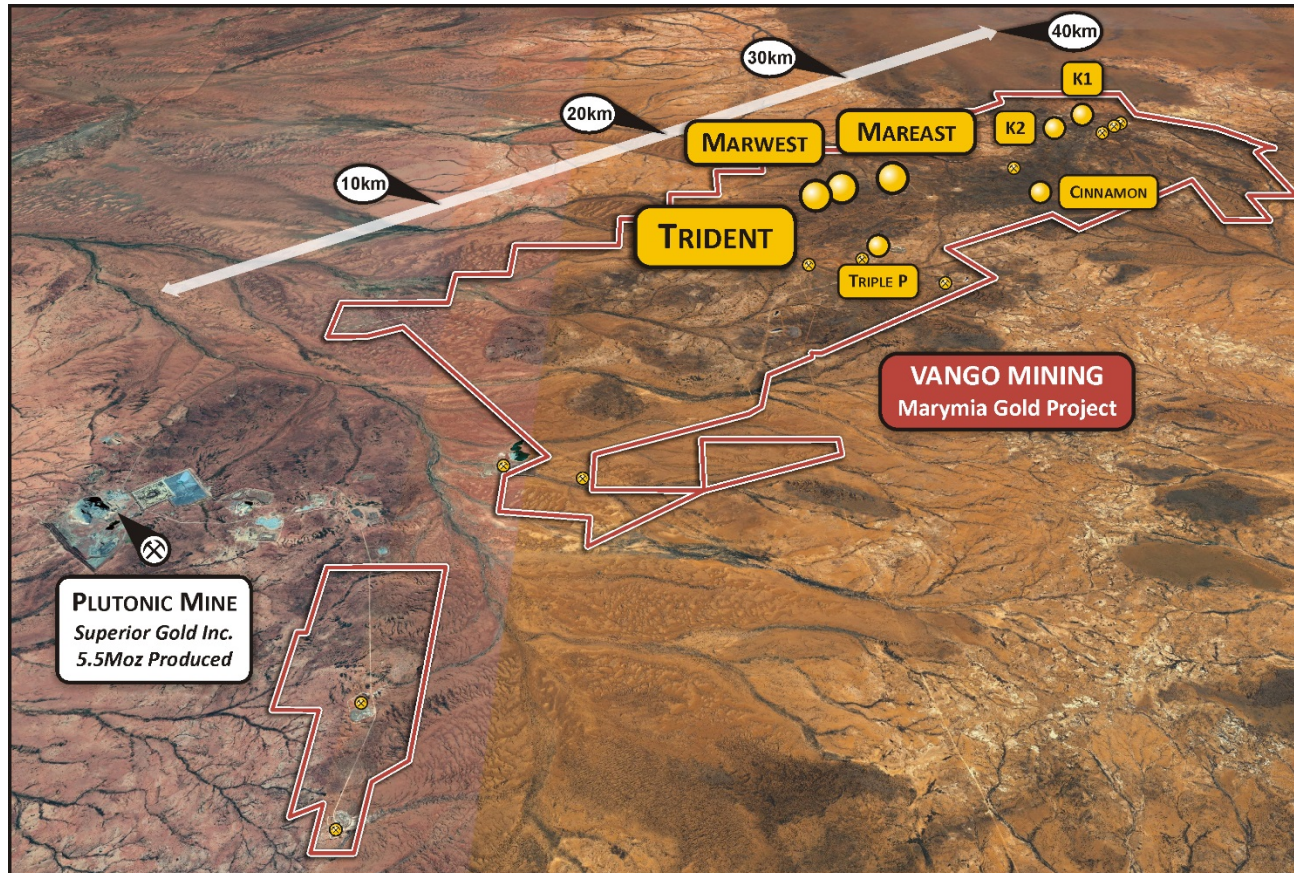 40km
30km
K1
20km
K2
MAREAST
MARWEST
10km
CINNAMON
TRIDENT
TRIPLE P
VANGO MINING
Marymia Gold Project
PLUTONIC MINE
Superior Gold Inc.
5.5Moz Produced